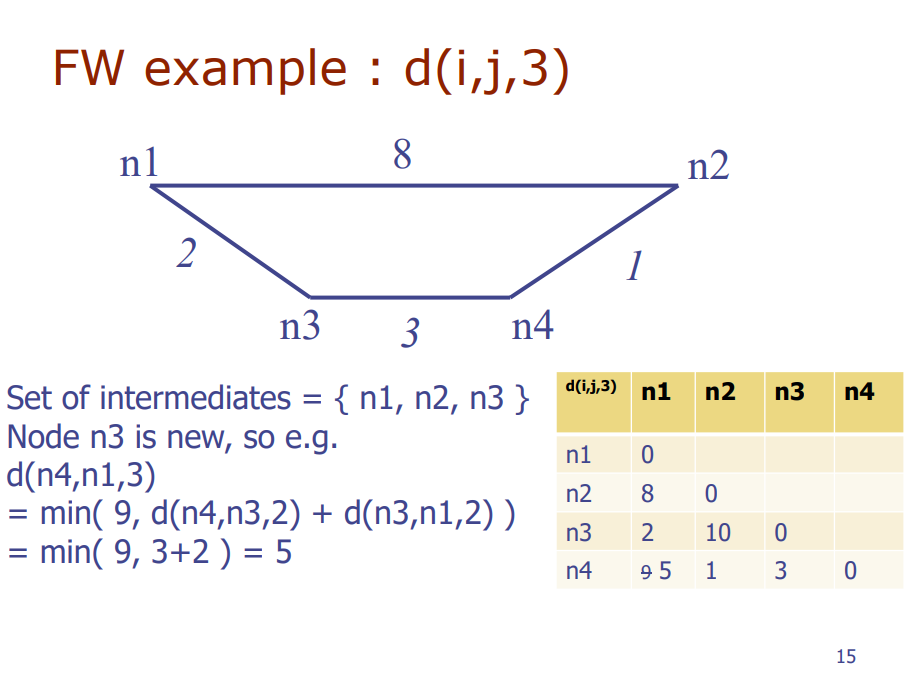 FW example : d(i,j,3)
n1
8
n2
2
1
n3
3
n4
Set of intermediates = { n1, n2, n3 }
Node n3 is new, so e.g.
d(n4,n1,3)
= min( 9, d(n4,n3,2) + d(n3,n1,2) )
= min( 9, 3+2 ) = 5
d(i,j,3) n1 n2 n3 n4
n1 0
n2 8 0
n3 2 10 0
n4 9 5 1 3 0
15